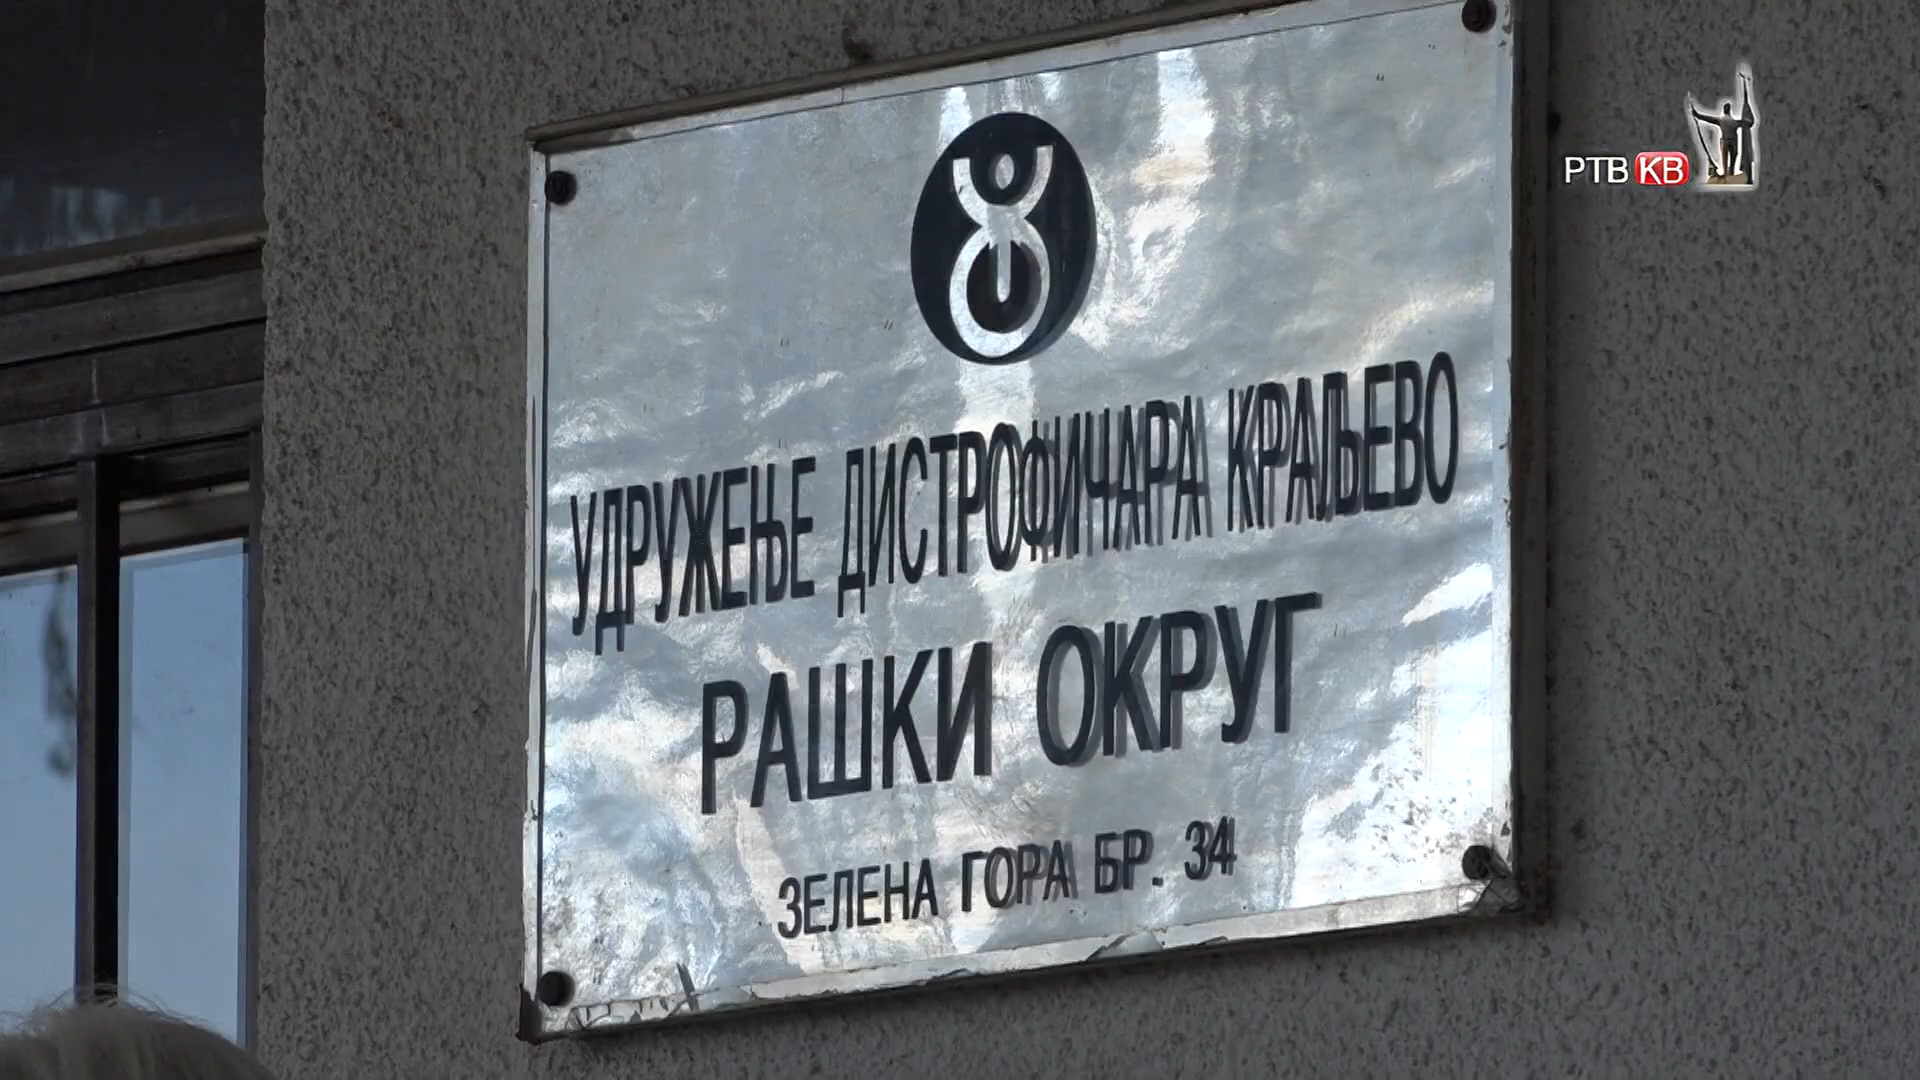 РТВ КВ
УДРУЖЕЊЕ ДИСТРОФИЧАРА КРАЉЕВО
РАШКИ ОКРУГ
ЗЕЛЕНА ГОРА БР. 34